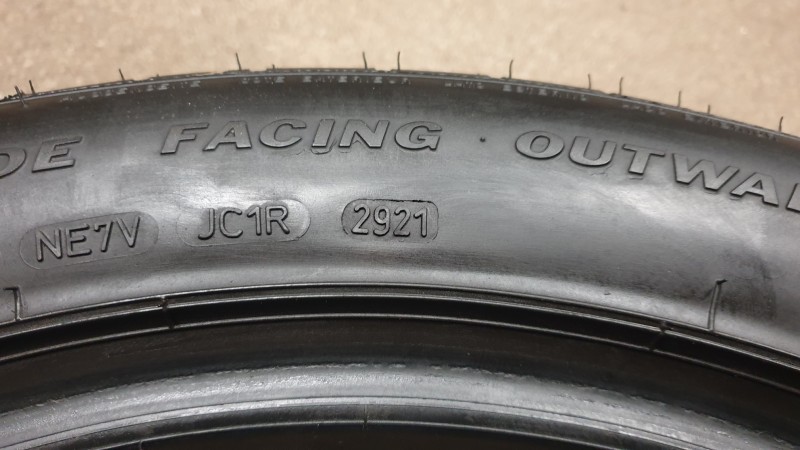 DE FACING OUTWA
NE7V JC1R 2921